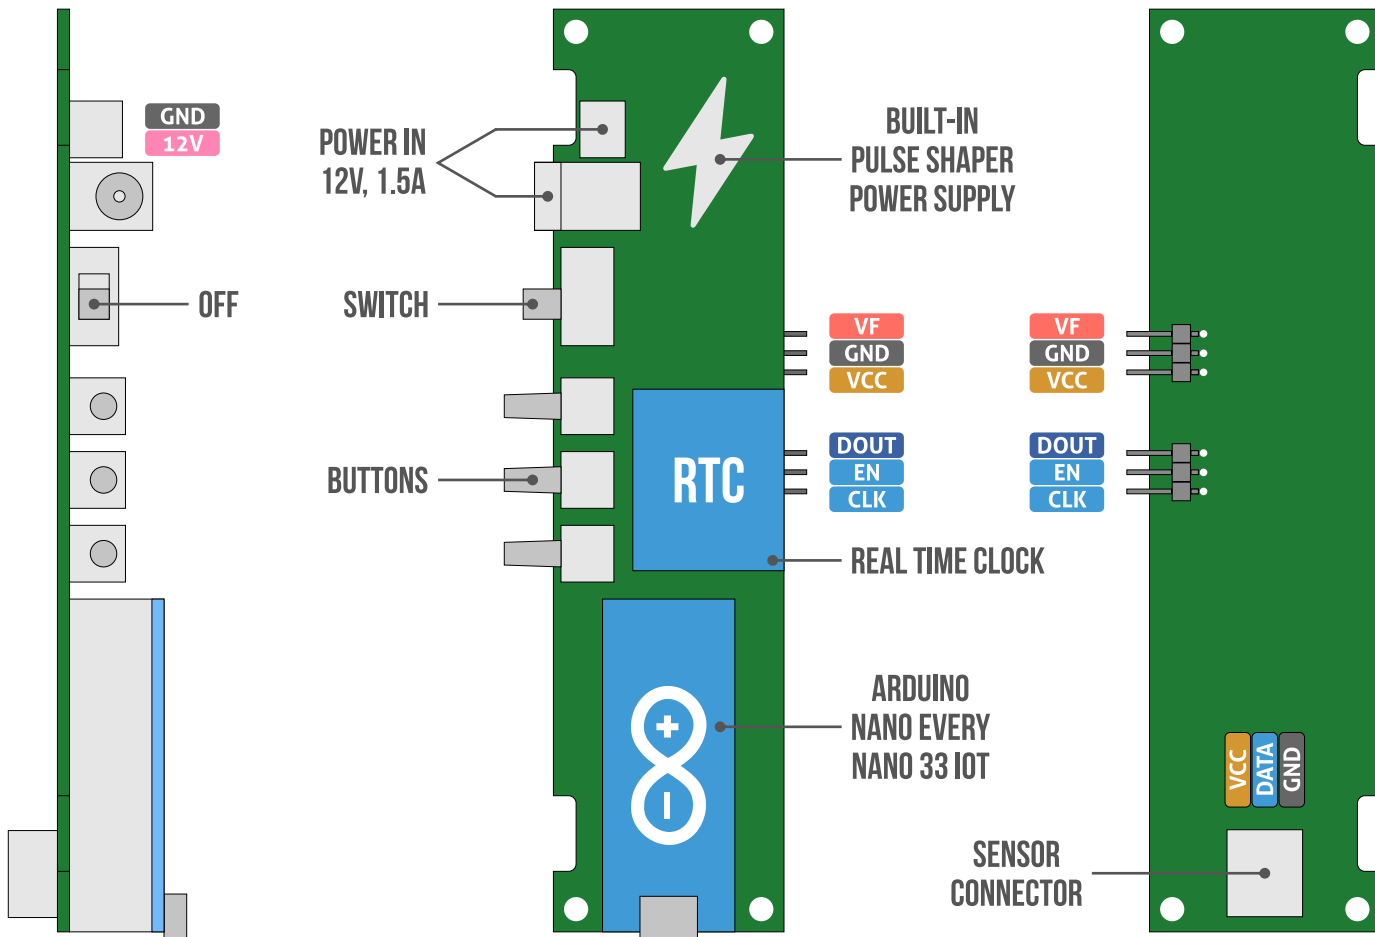 GND
12V
OFF
POWER IN
12V, 1.5A
SWITCH
BUTTONS
BUILT-IN
PULSE SHAPER
POWER SUPPLY
VF
GND
VCC
RTC
DOUT
EN
CLK
REAL TIME CLOCK
ARDUINO
NANO EVERY
NANO 33 IOT
VF
GND
VCC
DOUT
EN
CLK
VCC
DATA
GND
SENSOR
CONNECTOR